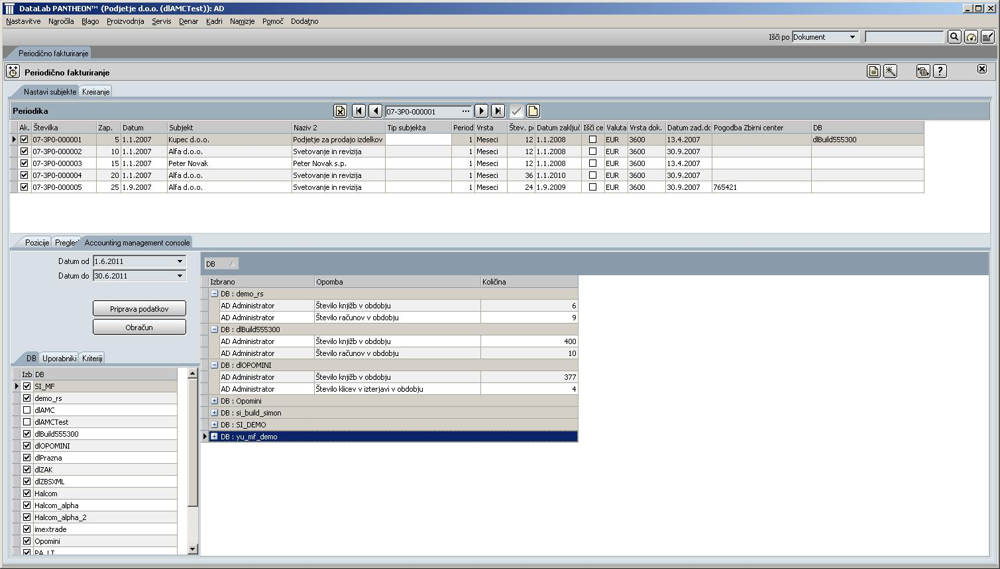 DataLab PANTHEON™ (Podjetje d.o.o. (dlAMCTest)): AD
Nastavitve Naročila Blago Proizvodnja Servis Denar Kadri Namizje Pomoč Dodatno
Išči po Dokument
Periodično fakturiranje
Periodično fakturiranje
Nastavi subjekte Kreiranje
Periodika 07-3P0-000001 ...
Ak. Številka Zap. Datum Subjekt Naziv 2 Tip subjekta Period Vrsta Štev. pe Datum zaključ Išči ce Valuta Vrsta dok. Datum zad.do Pogodba Zbirni center DB
07-3P0-000001 5 1.1.2007 Kupec d.o.o. Podjetje za prodajo izdelkov 1 Meseci 12 1.1.2008 EUR 3600 13.4.2007 dlBuild555300
07-3P0-000002 10 1.1.2007 Alfa d.o.o. Svetovanje in revizija 1 Meseci 12 1.1.2008 EUR 3600 30.9.2007
07-3P0-000003 15 1.1.2007 Peter Novak Peter Novak s.p. 1 Meseci 12 1.1.2008 EUR 3600 13.4.2007
07-3P0-000004 20 1.1.2007 Alfa d.o.o. Svetovanje in revizija 1 Meseci 36 1.1.2010 EUR 3600 30.9.2007
07-3P0-000005 25 1.9.2007 Alfa d.o.o. Svetovanje in revizija 1 Meseci 24 1.9.2009 EUR 3600 30.9.2007 765421
Pozicije Pregled Accounting management console
Datum od 1.6.2011
Datum do 30.6.2011
Priprava podatkov
Obračun
DB Uporabniki Kriteriji
Izb DB
SI_MF
demo_rs
dlAMC
dlAMCTest
dlBuild555300
dlOPOMINI
dlPrazna
dlZAK
dlZBSXML
Halcom
Halcom_alpha
Halcom_alpha_2
imextrade
Opomini
PA_LT
DB
Izbrano Opomba Količina
DB : demo_rs
AD Administrator Število knjižb v obdobju 6
AD Administrator Število računov v obdobju 9
DB : dlBuild555300
AD Administrator Število knjižb v obdobju 400
AD Administrator Število računov v obdobju 10
DB : dlOPOMINI
AD Administrator Število knjižb v obdobju 377
AD Administrator Število klicev v izterjavi v obdobju 4
DB : Opomini
DB : si_build_simon
DB : SI_DEMO
DB : yu_mf_demo